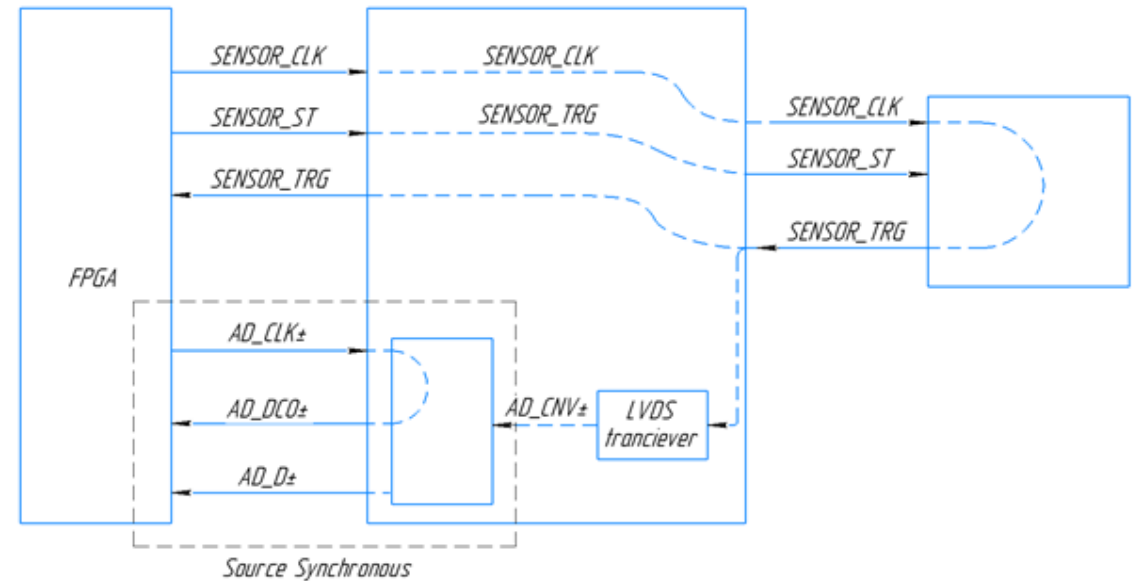 SENSOR_CLK
SENSOR_CLK
SENSOR_CLK
SENSOR_ST
SENSOR_TRG
SENSOR_ST
SENSOR_TRG
SENSOR_TRG
FPGA
AD_CLK±
AD_DCO±
AD_CNV±
LVDS
tranciever
AD_D±
Source Synchronous